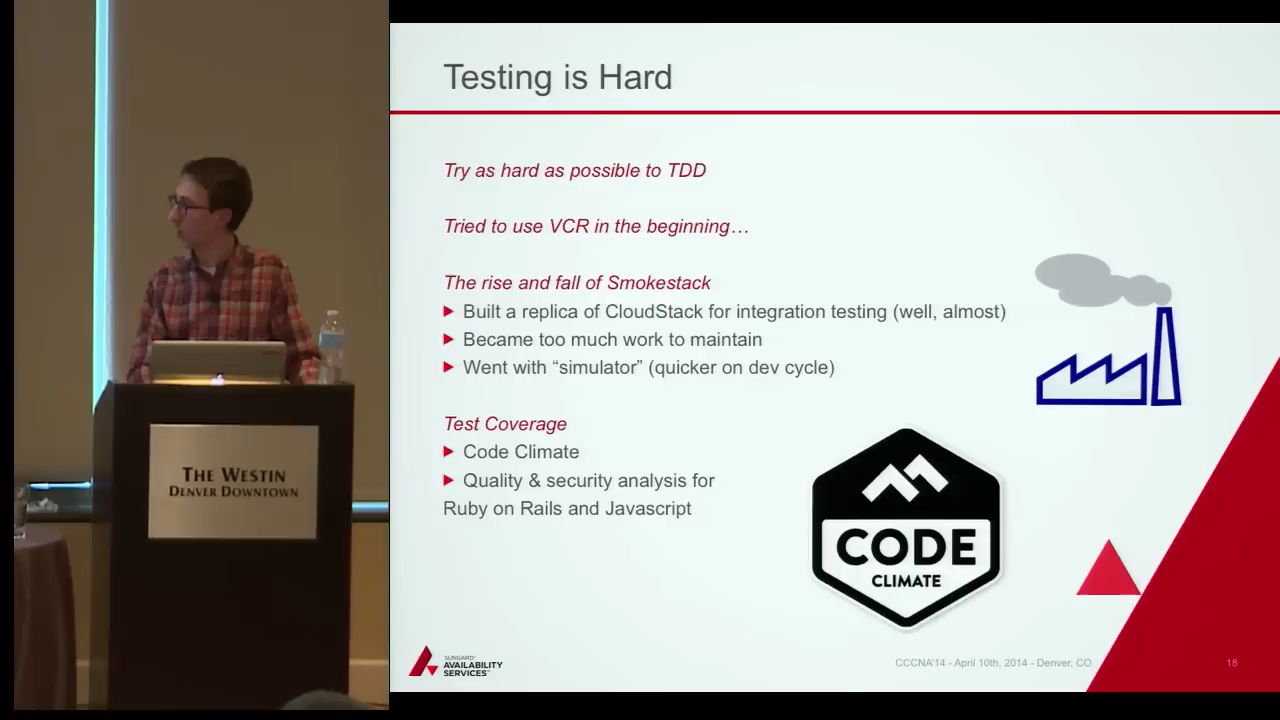 THE WESTIN
DENVER DOWNTOWN
Testing is Hard
Try as hard as possible to TDD
Tried to use VCR in the beginning…
The rise and fall of Smokestack
Built a replica of CloudStack for integration testing (well, almost)
Became too much work to maintain
Went with “simulator” (quicker on dev cycle)
Test Coverage
Code Climate
Quality & security analysis for
Ruby on Rails and Javascript
CODE
CLIMATE
SUNGARD
AVAILABILITY
SERVICES
CCCNA'14 - April 10th, 2014 - Denver, CO
18